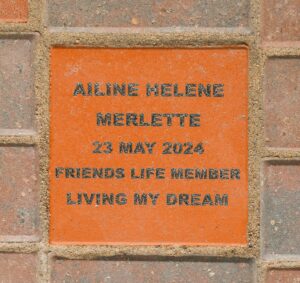 AILINE HELENE
MERLETTE
23 MAY 2024
FRIENDS LIFE MEMBER
LIVING MY DREAM